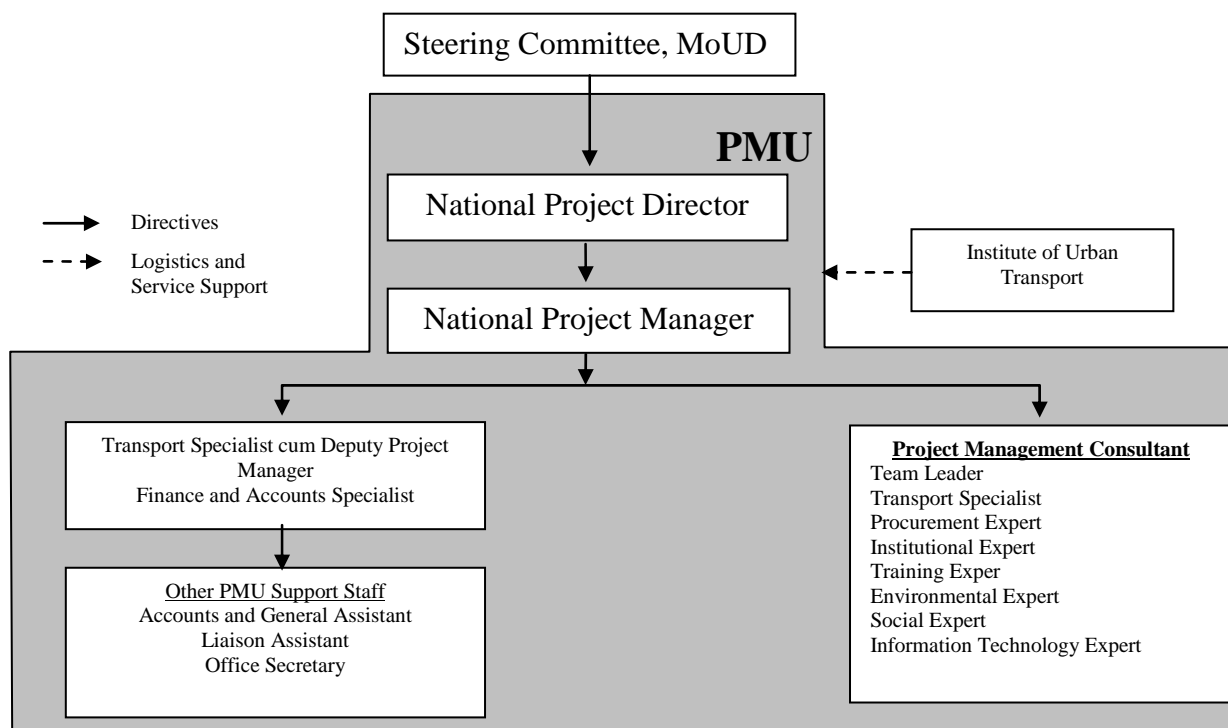 Steering Committee, MoUD
PMU
National Project Director
Directives
Logistics and
Service Support
Institute of Urban
Transport
National Project Manager
Transport Specialist cum Deputy Project
Manager
Finance and Accounts Specialist
Other PMU Support Staff
Accounts and General Assistant
Liaison Assistant
Office Secretary
Project Management Consultant
Team Leader
Transport Specialist
Procurement Expert
Institutional Expert
Training Exper
Environmental Expert
Social Expert
Information Technology Expert